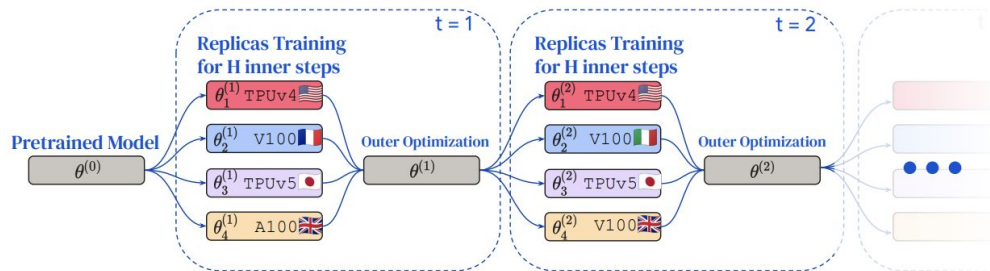 t = 1
t = 2
t
Replicas Training
for H inner steps
Replicas Training
for H inner steps
θ₁⁽¹⁾ TPUv4
θ₁⁽²⁾ TPUv4
Pretrained Model
θ₂⁽¹⁾ V100
Outer Optimization
θ₂⁽²⁾ V100
Outer Optimization
θ⁽⁰⁾
θ⁽¹⁾
θ⁽²⁾
θ₃⁽¹⁾ TPUv5
θ₃⁽²⁾ TPUv5
θ₄⁽¹⁾ A100
θ₄⁽²⁾ V100